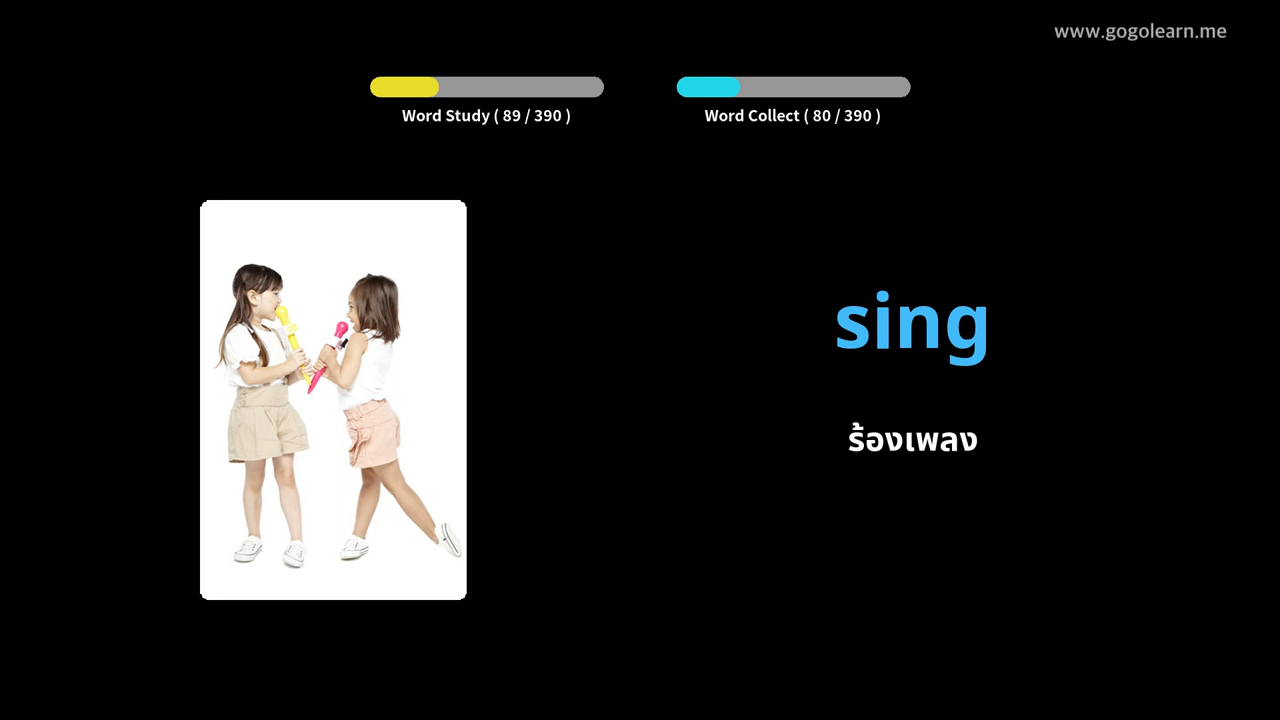 www.gogolearn.me
Word Study ( 89 / 390 )
Word Collect ( 80 / 390 )
sing
ร้องเพลง